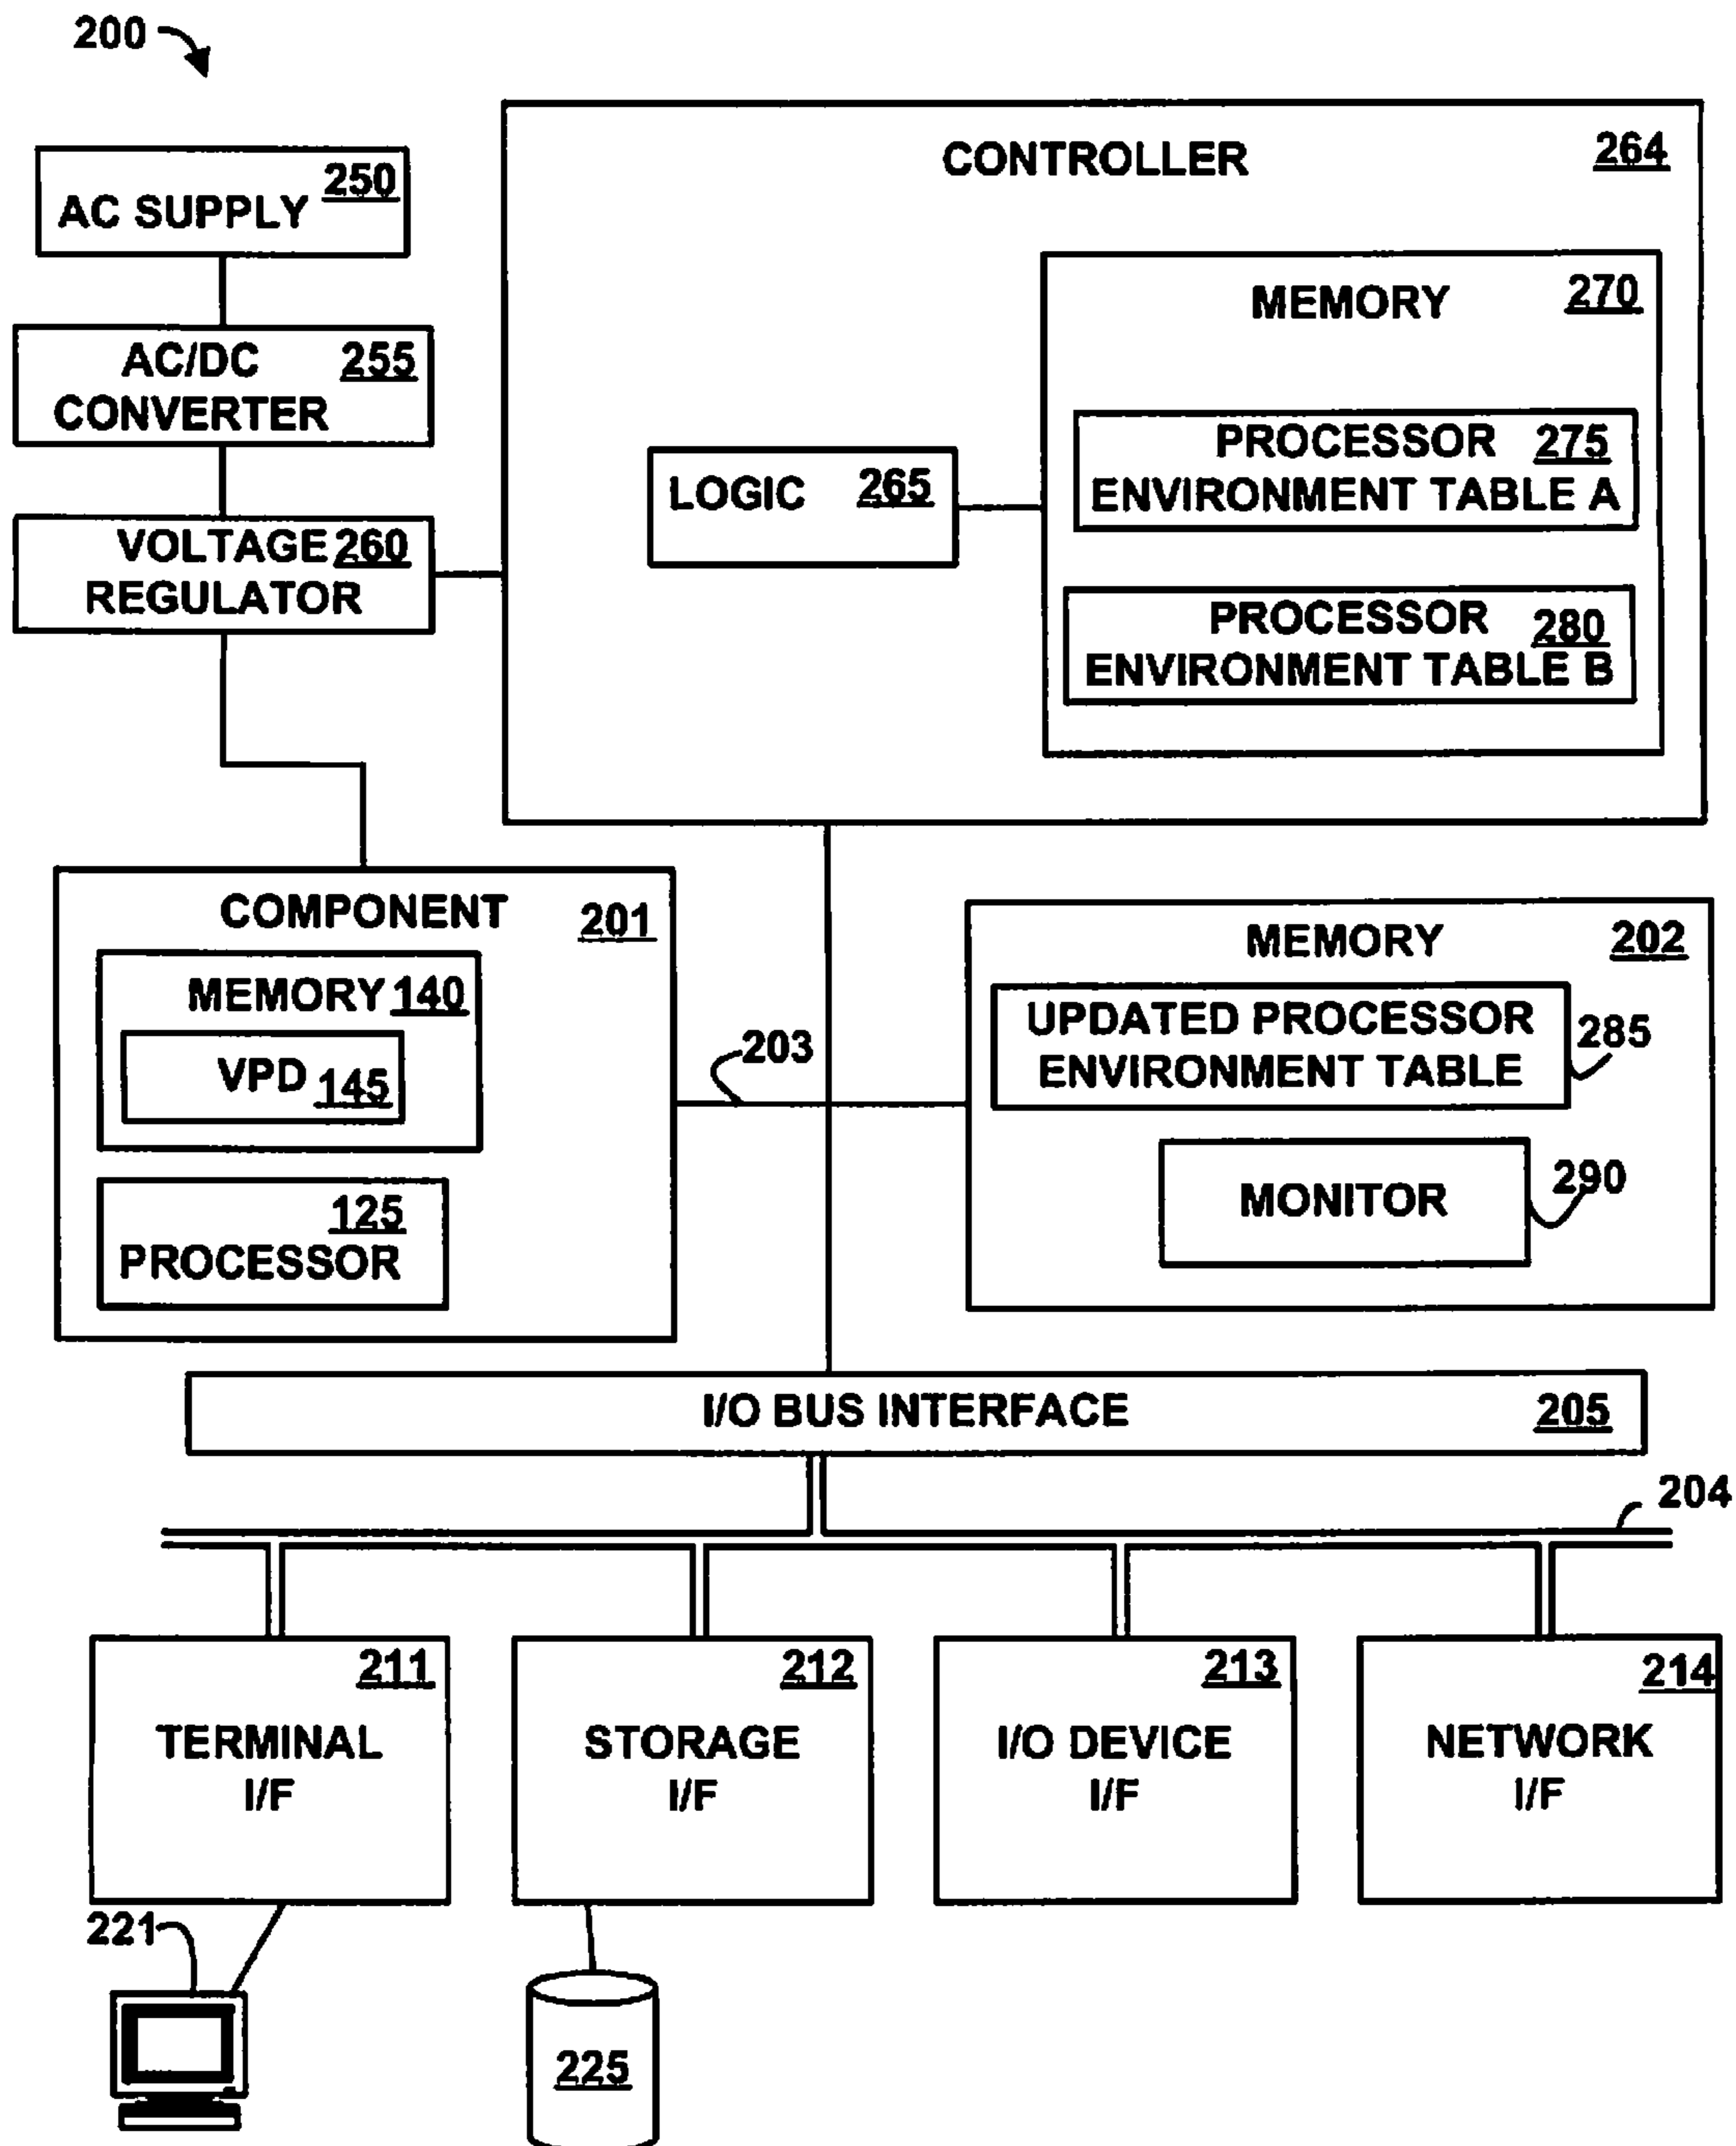 200
250
AC SUPPLY
AC/DC 255
CONVERTER
VOLTAGE 260
REGULATOR
CONTROLLER 264
MEMORY 270
LOGIC 265
PROCESSOR 275
ENVIRONMENT TABLE A
PROCESSOR 280
ENVIRONMENT TABLE B
COMPONENT 201
MEMORY 140
VPD 145
125
PROCESSOR
203
MEMORY 202
UPDATED PROCESSOR
ENVIRONMENT TABLE
285
MONITOR
290
I/O BUS INTERFACE 205
204
211
TERMINAL
I/F
212
STORAGE
I/F
213
I/O DEVICE
I/F
214
NETWORK
I/F
221
225